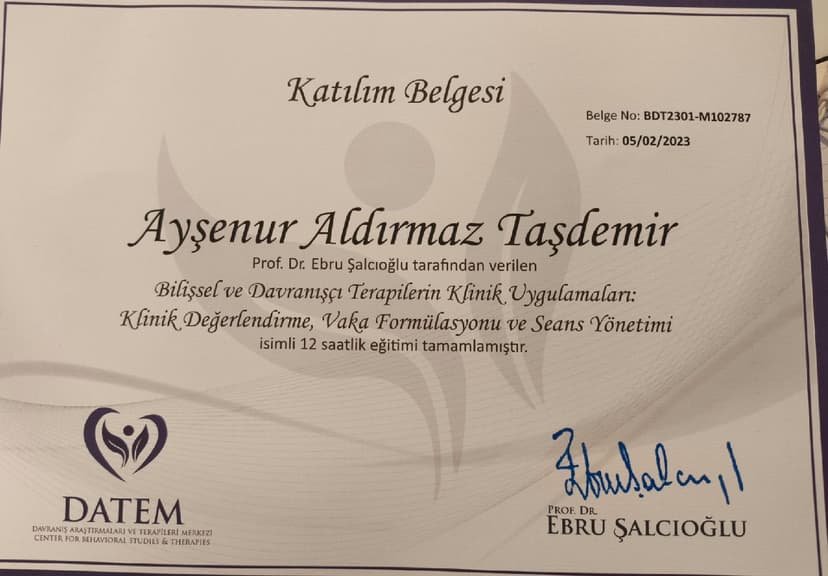 Katılım Belgesi
Belge No: BDT2301-M102787
Tarih: 05/02/2023
Ayşenur Aldırmaz Taşdemir
Prof. Dr. Ebru Şalcıoğlu tarafından verilen
Bilişsel ve Davranışçı Terapilerin Klinik Uygulamaları:
Klinik Değerlendirme, Vaka Formülasyonu ve Seans Yönetimi
isimli 12 saatlik eğitimi tamamlamıştır.
DATEM
DAVRANIŞ ARAŞTIRMALARI VE TERAPİLERİ MERKEZİ
CENTER FOR BEHAVIORAL STUDIES & THERAPIES
EbruŞalcıoğlu
PROF. DR.
EBRU ŞALCIOĞLU